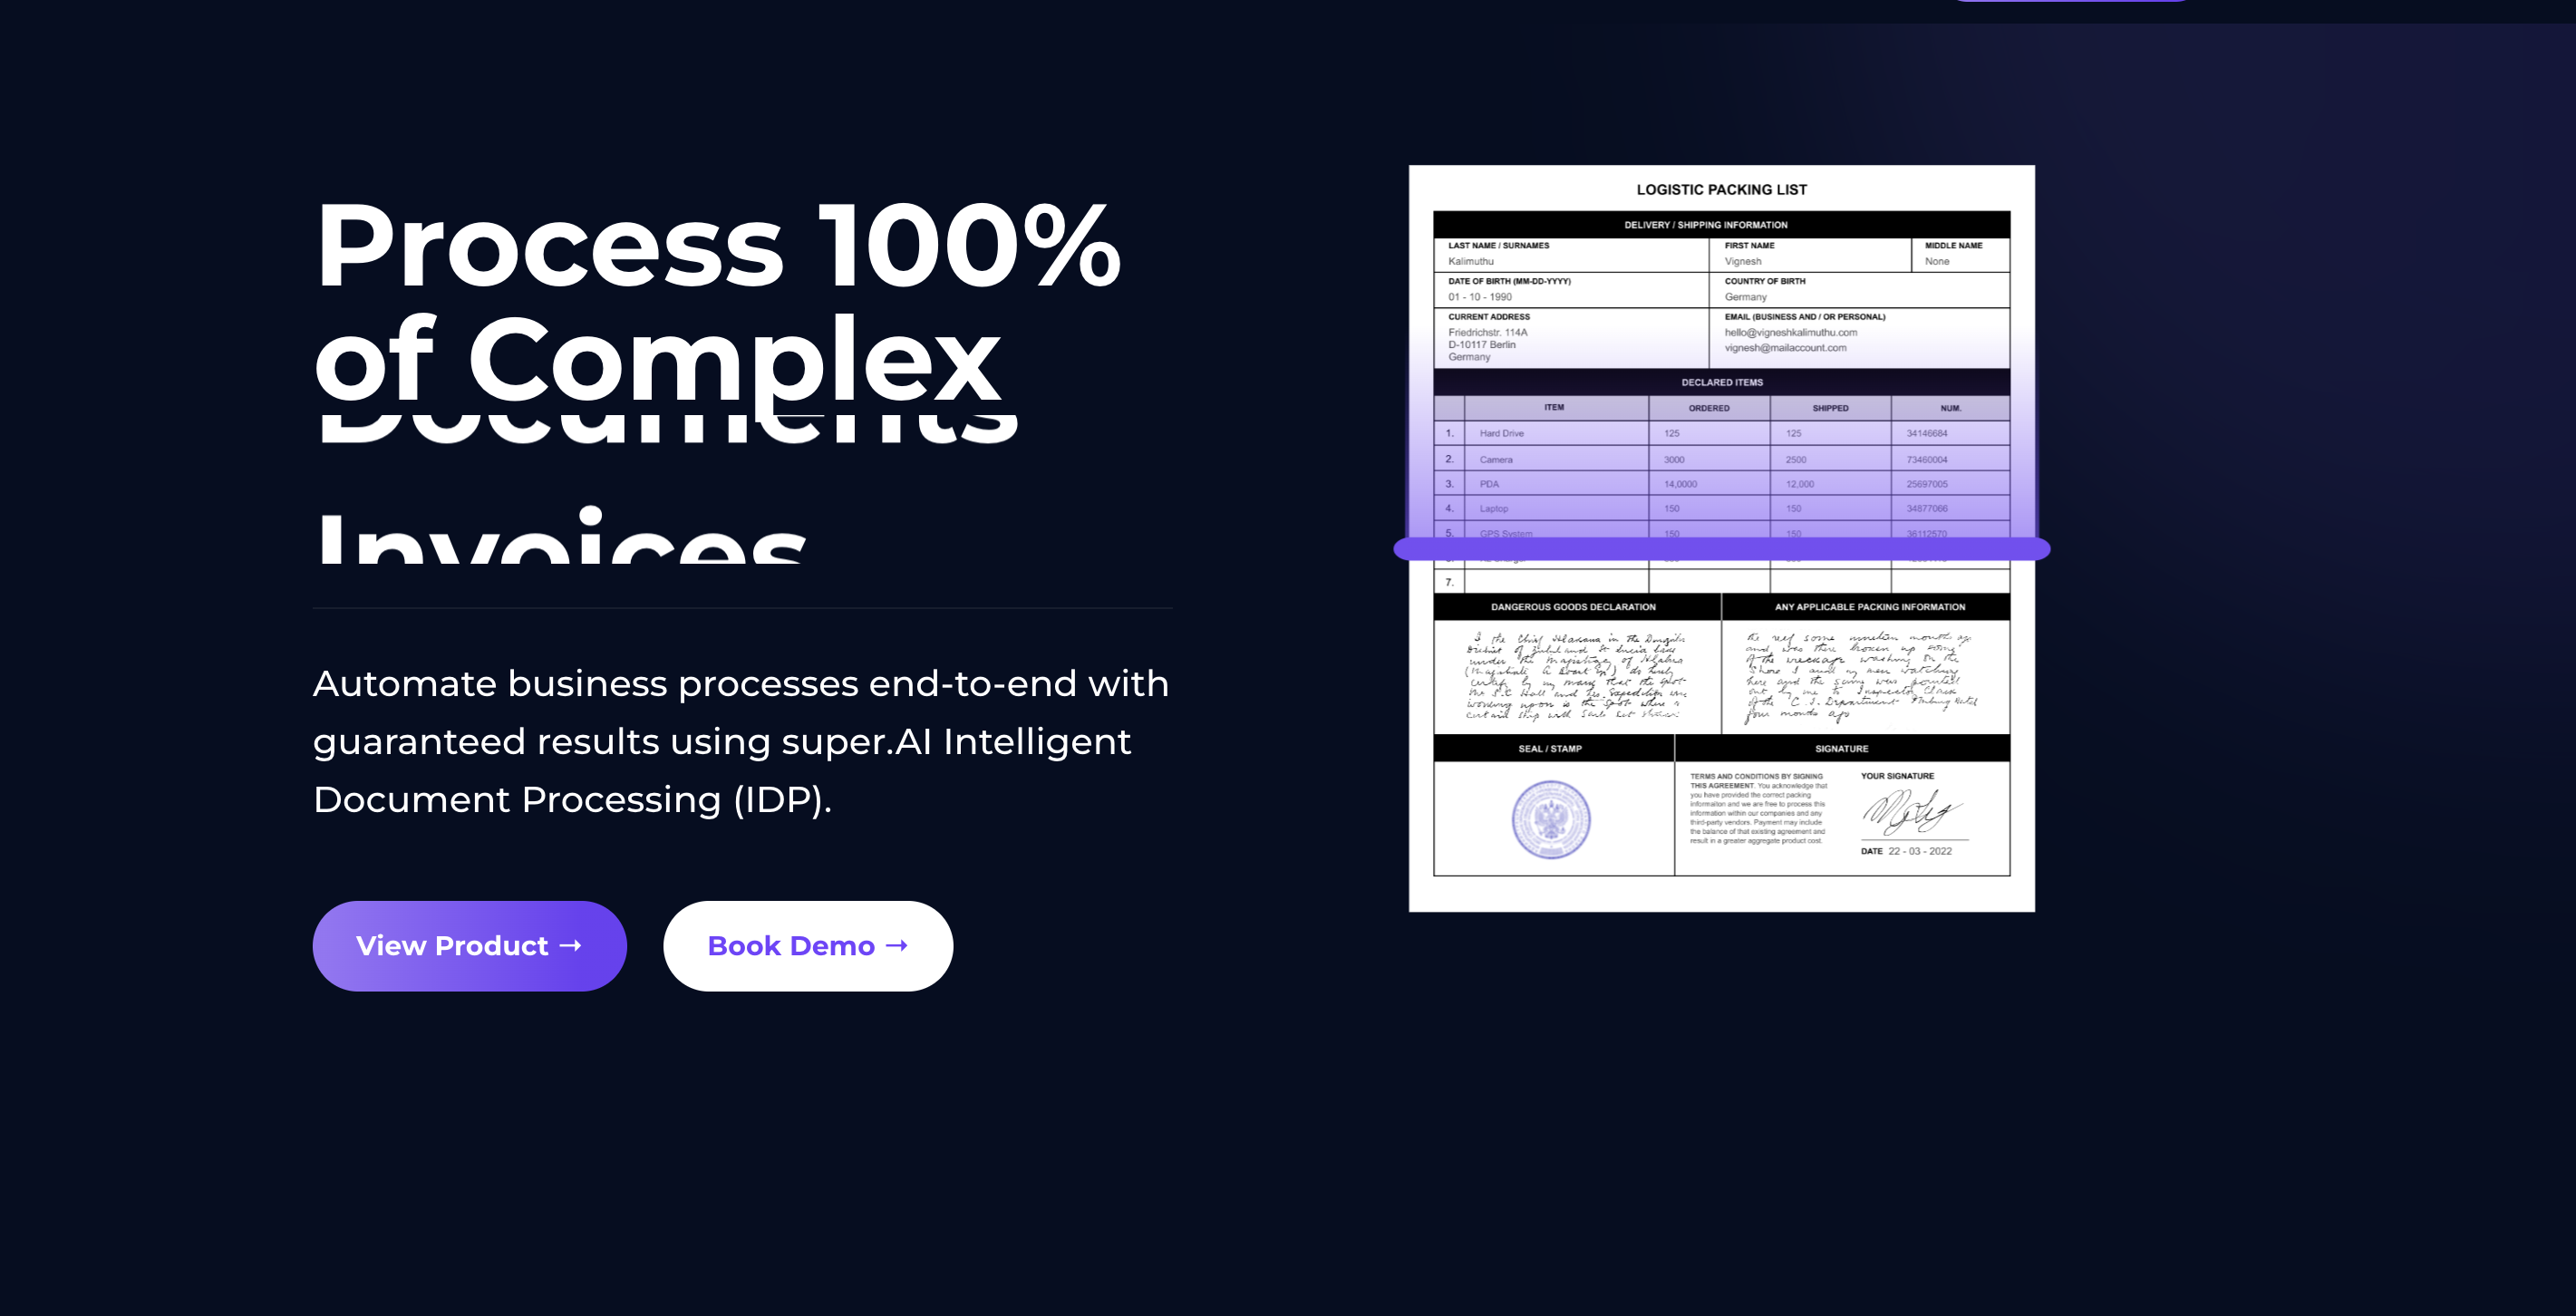 Process 100%
of Complex
Documents
Invoices
Automate business processes end-to-end with
guaranteed results using super.AI Intelligent
Document Processing (IDP).
View Product →
Book Demo →
LOGISTIC PACKING LIST
DELIVERY / SHIPPING INFORMATION
LAST NAME / SURNAMES FIRST NAME MIDDLE NAME
Kalimuthu Vignesh None
DATE OF BIRTH (MM-DD-YYYY) COUNTRY OF BIRTH
01 - 10 - 1990 Germany
CURRENT ADDRESS EMAIL (BUSINESS AND / OR PERSONAL)
Friedrichstr. 114A hello@vigneshkalimuthu.com
D-10117 Berlin vignesh@mailaccount.com
Germany
DECLARED ITEMS
ITEM ORDERED SHIPPED NUM.
1. Hard Drive 125 125 34146684
2. Camera 3000 2500 73460004
3. PDA 14,0000 12,000 25697005
4. Laptop 150 150 34877066
5. GPS System 150 150 36112570
7.
DANGEROUS GOODS DECLARATION ANY APPLICABLE PACKING INFORMATION
SEAL / STAMP SIGNATURE
TERMS AND CONDITIONS BY SIGNING
THIS AGREEMENT. You acknowledge that
you have provided the correct packing
information and we are free to process this
information within our companies and any
third-party vendors. Payment may include
the balance of that existing agreement and
result in a greater aggregate product cost.
YOUR SIGNATURE
DATE 22 - 03 - 2022